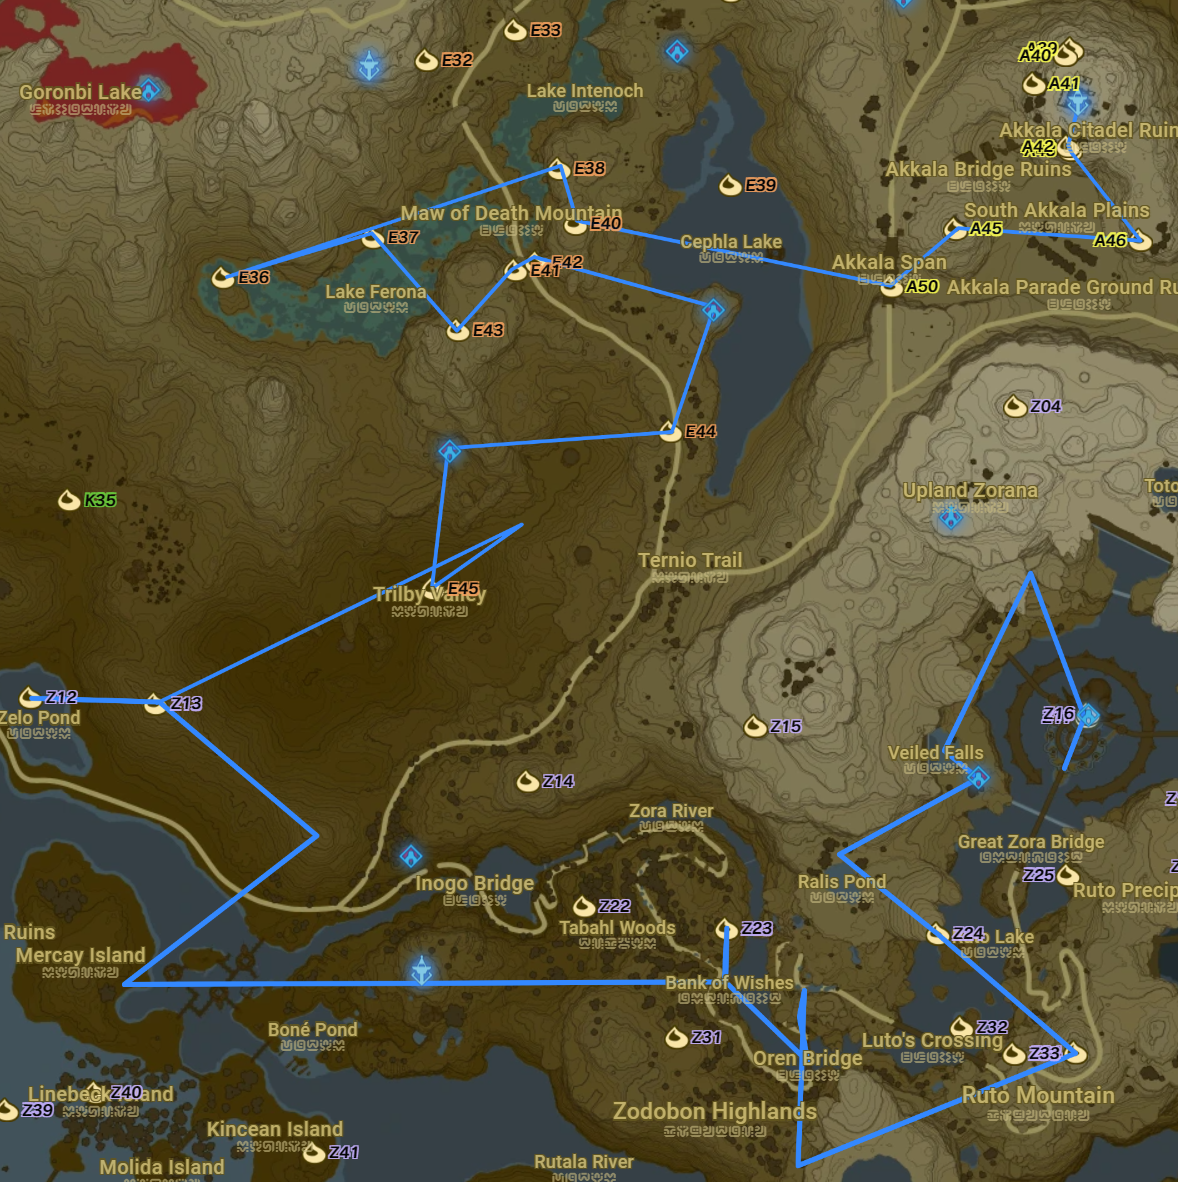 E33
A40
E32
A41
Goronbi Lake
Lake Intenoch
Akkala Citadel Ruin
A42
E38
Akkala Bridge Ruins
E39
Maw of Death Mountain
South Akkala Plains
E40
A45
E37
Cephla Lake
A46
Akkala Span
E42
E41
E36
A50
Akkala Parade Ground Ru
Lake Ferona
E43
Z04
E44
Upland Zorana
Toto
K35
Ternio Trail
E45
Trilby Valley
Z12
Z13
Z16
Zelo Pond
Z15
Veiled Falls
Z14
Zora River
Great Zora Bridge
Z25
Ralis Pond
Inogo Bridge
Ruto Precip
Z22
Z23
Tabahl Woods
Z24
Lake
Ruins
Mercay Island
Bank of Wishes
Boné Pond
Z32
Z31
Luto's Crossing
Z33
Oren Bridge
Linebeck Island
Z40
Ruto Mountain
Z39
Zodobon Highlands
Kincean Island
Z41
Rutala River
Molida Island